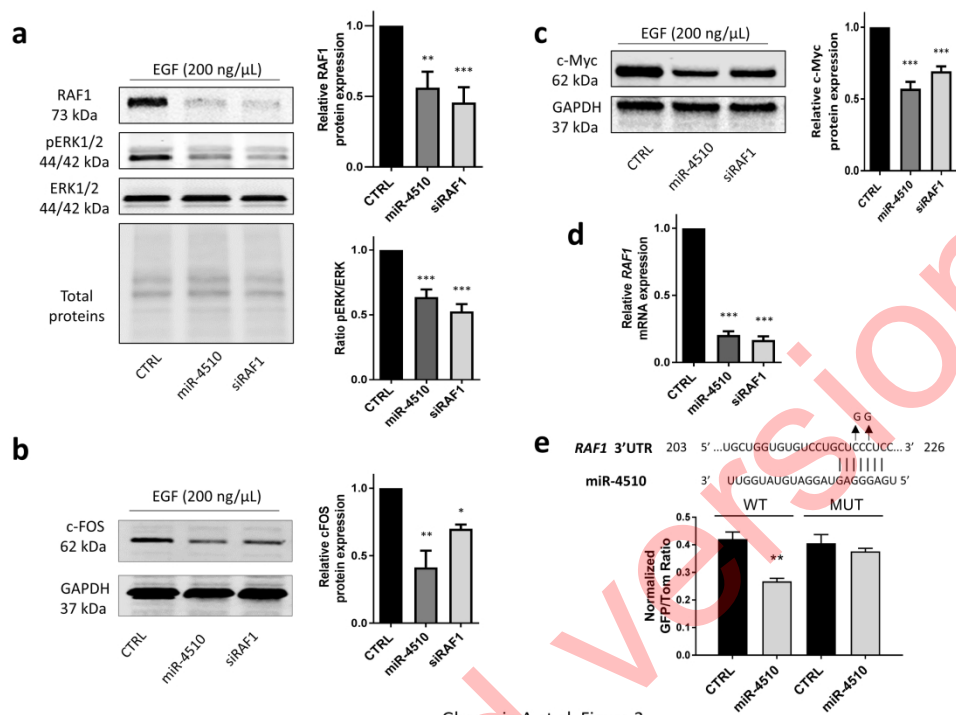 a
EGF (200 ng/μL)
RAF1
73 kDa
pERK1/2
44/42 kDa
ERK1/2
44/42 kDa
Total
proteins
CTRL
miR-4510
siRAF1
Relative RAF1
protein expression
1.0
0.5
0.0
**
***
CTRL
miR-4510
siRAF1
Ratio pERK/ERK
1.0
0.5
0.0
***
***
CTRL
miR-4510
siRAF1
b
EGF (200 ng/μL)
c-FOS
62 kDa
GAPDH
37 kDa
CTRL
miR-4510
siRAF1
Relative cFOS
protein expression
1.0
0.5
0.0
**
*
CTRL
miR-4510
siRAF1
c
EGF (200 ng/μL)
c-Myc
62 kDa
GAPDH
37 kDa
CTRL
miR-4510
siRAF1
Relative c-Myc
protein expression
1.0
0.5
0.0
***
***
CTRL
miR-4510
siRAF1
d
Relative RAF1
mRNA expression
1.0
0.5
0.0
***
***
CTRL
miR-4510
siRAF1
e
G G
RAF1 3'UTR 203 5' ...UGCUGGUGUGUCCUGCUCCCUCC... 3' 226
miR-4510 3' UUGGUAUGUAGGAUGAGGGAGU 5'
WT
MUT
Normalized
GFP/Tom Ratio
0.5
0.4
0.3
0.2
0.1
0.0
**
CTRL
miR-4510
CTRL
miR-4510
d version